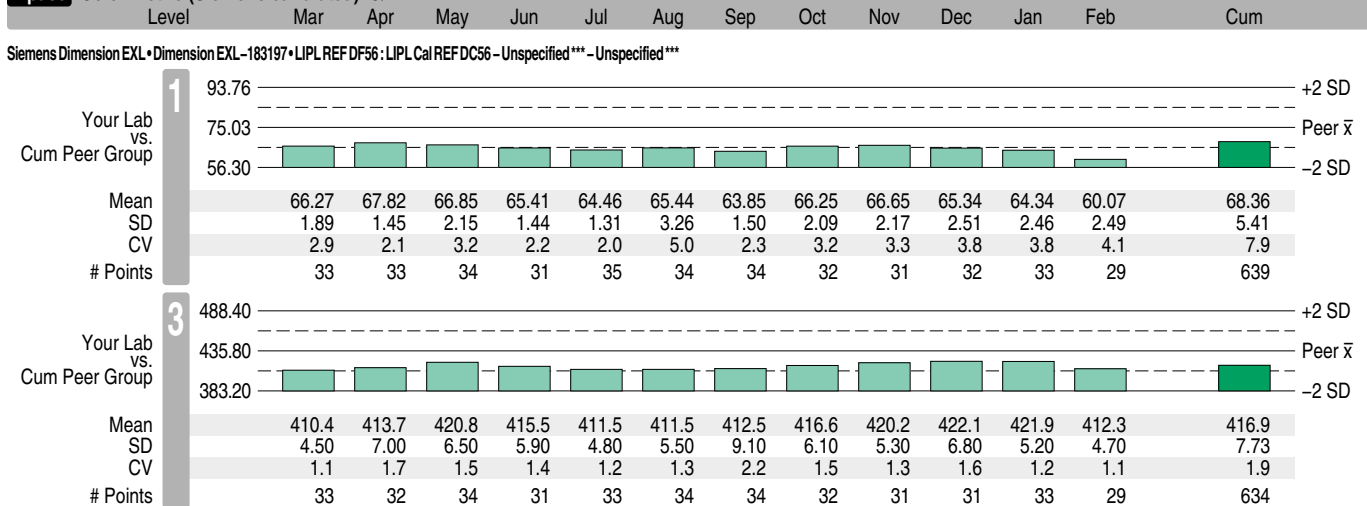 Level Mar Apr May Jun Jul Aug Sep Oct Nov Dec Jan Feb Cum
Siemens Dimension EXL • Dimension EXL–183197 • LIPL REF DF56 : LIPL Cal REF DC56 – Unspecified *** – Unspecified ***
1
93.76 +2 SD
Your Lab
vs.
Cum Peer Group
75.03 Peer x̅
56.30 –2 SD
Mean 66.27 67.82 66.85 65.41 64.46 65.44 63.85 66.25 66.65 65.34 64.34 60.07 68.36
SD 1.89 1.45 2.15 1.44 1.31 3.26 1.50 2.09 2.17 2.51 2.46 2.49 5.41
CV 2.9 2.1 3.2 2.2 2.0 5.0 2.3 3.2 3.3 3.8 3.8 4.1 7.9
# Points 33 33 34 31 35 34 34 32 31 32 33 29 639
3
488.40 +2 SD
Your Lab
vs.
Cum Peer Group
435.80 Peer x̅
383.20 –2 SD
Mean 410.4 413.7 420.8 415.5 411.5 411.5 412.5 416.6 420.2 422.1 421.9 412.3 416.9
SD 4.50 7.00 6.50 5.90 4.80 5.50 9.10 6.10 5.30 6.80 5.20 4.70 7.73
CV 1.1 1.7 1.5 1.4 1.2 1.3 2.2 1.5 1.3 1.6 1.2 1.1 1.9
# Points 33 32 34 31 33 34 34 32 31 31 33 29 634